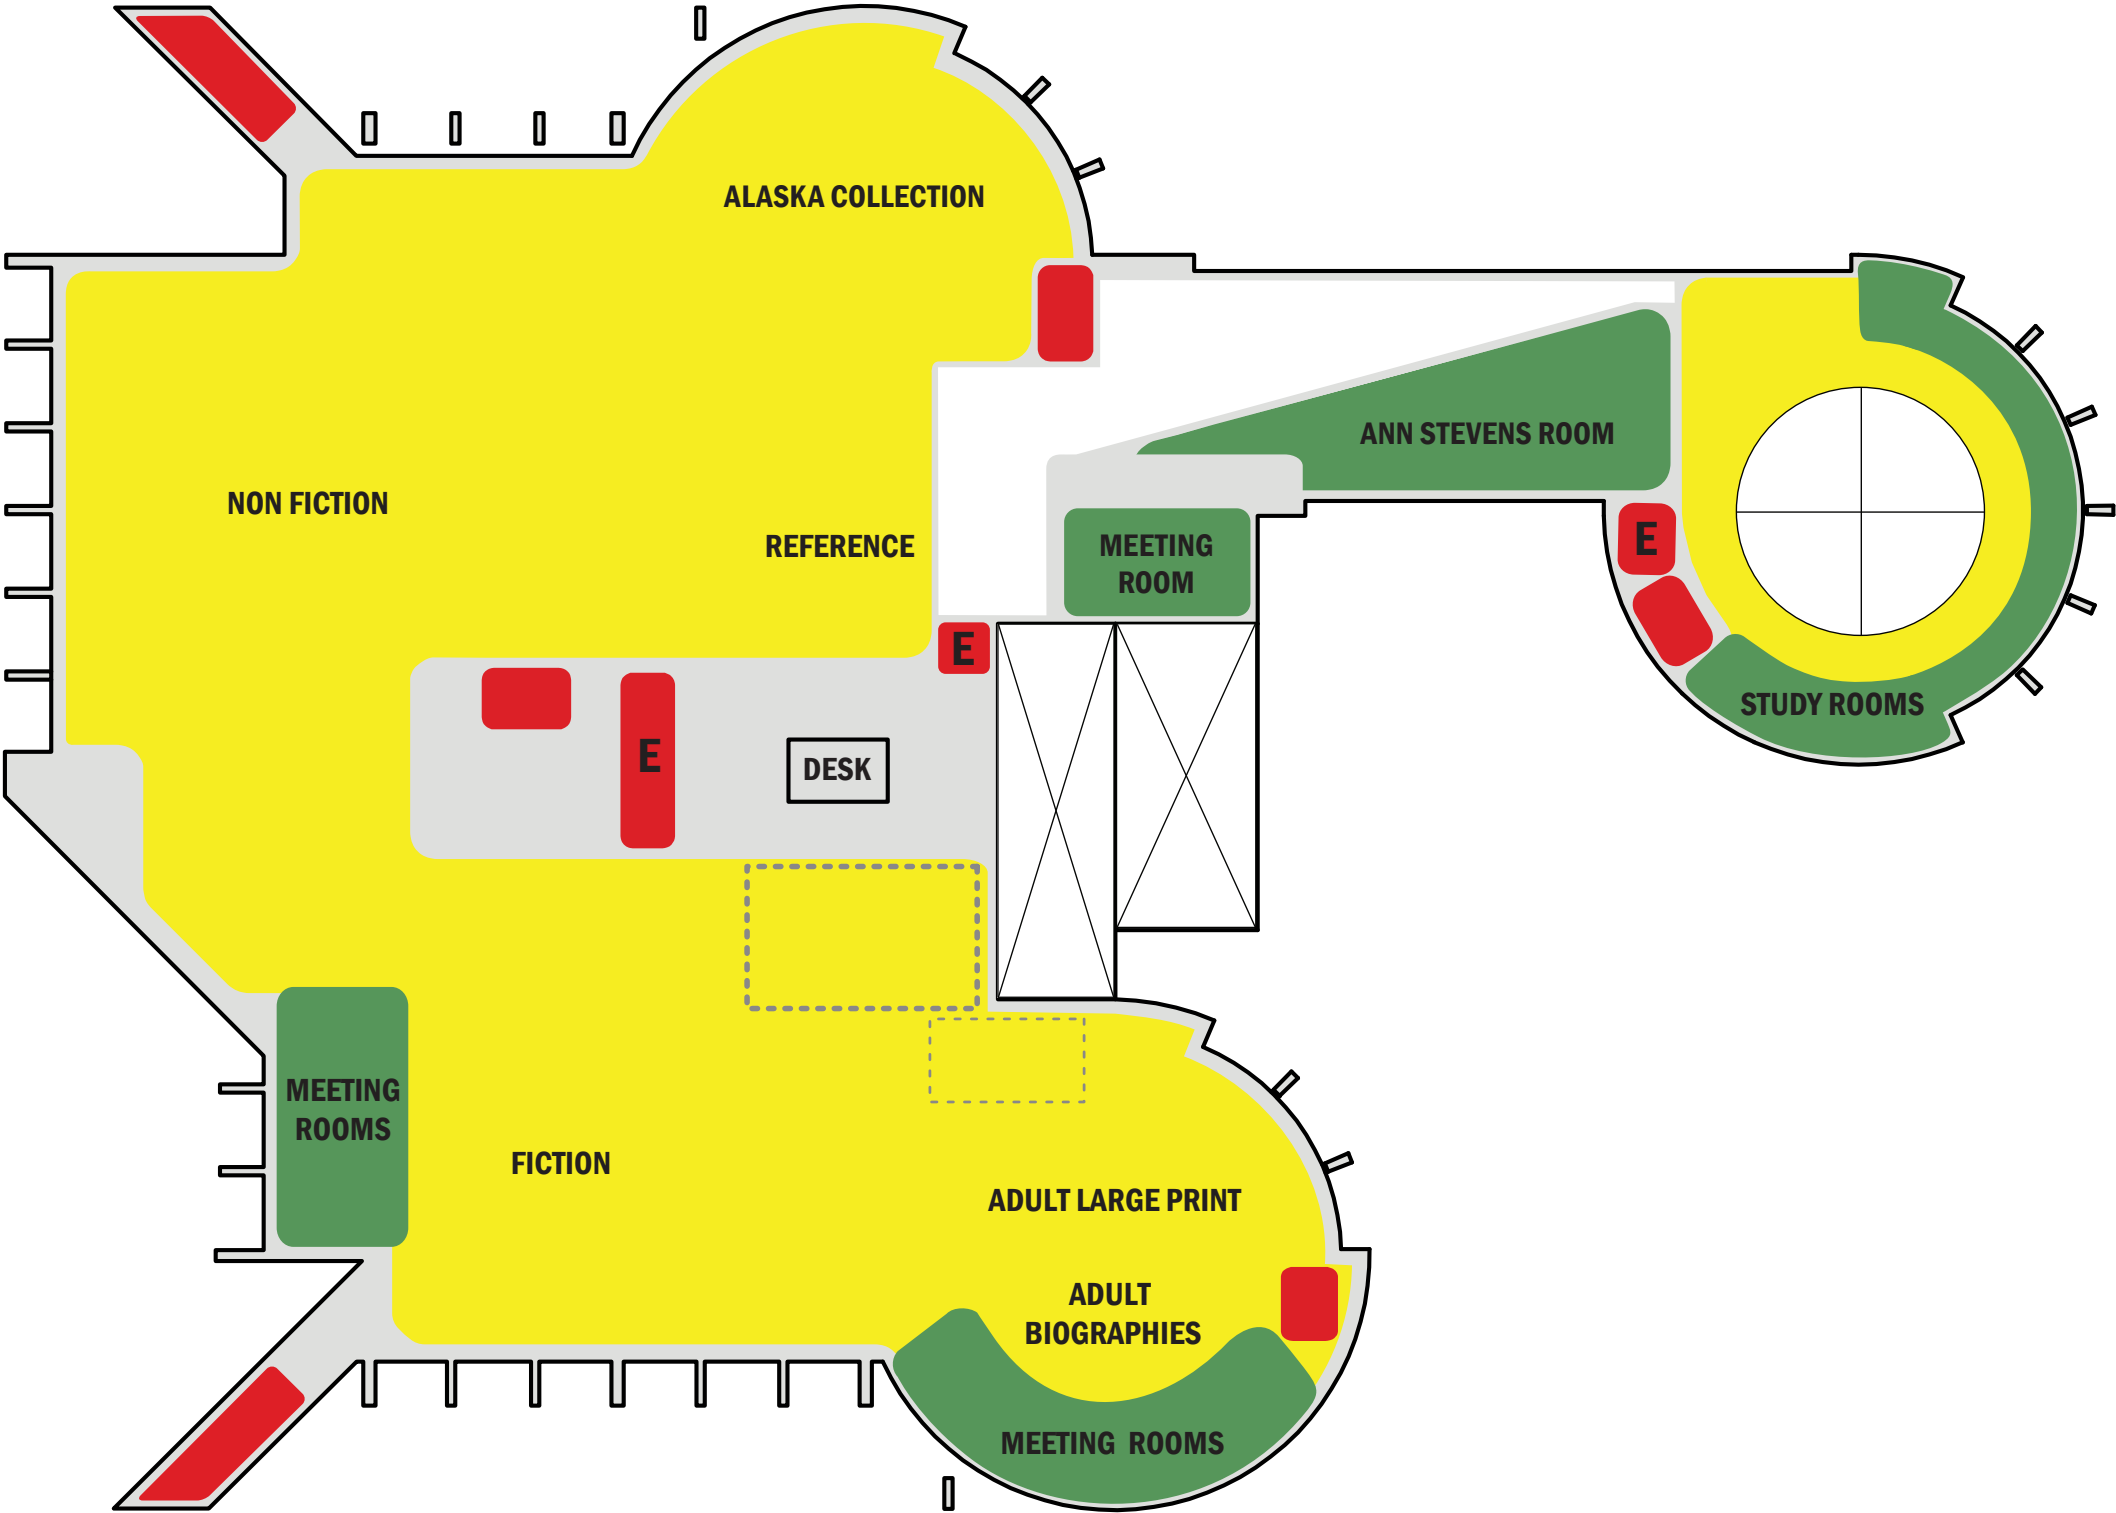 ALASKA COLLECTION
NON FICTION
REFERENCE
ANN STEVENS ROOM
MEETING
ROOM
E
E
E
DESK
STUDY ROOMS
MEETING
ROOMS
FICTION
ADULT LARGE PRINT
ADULT
BIOGRAPHIES
MEETING ROOMS